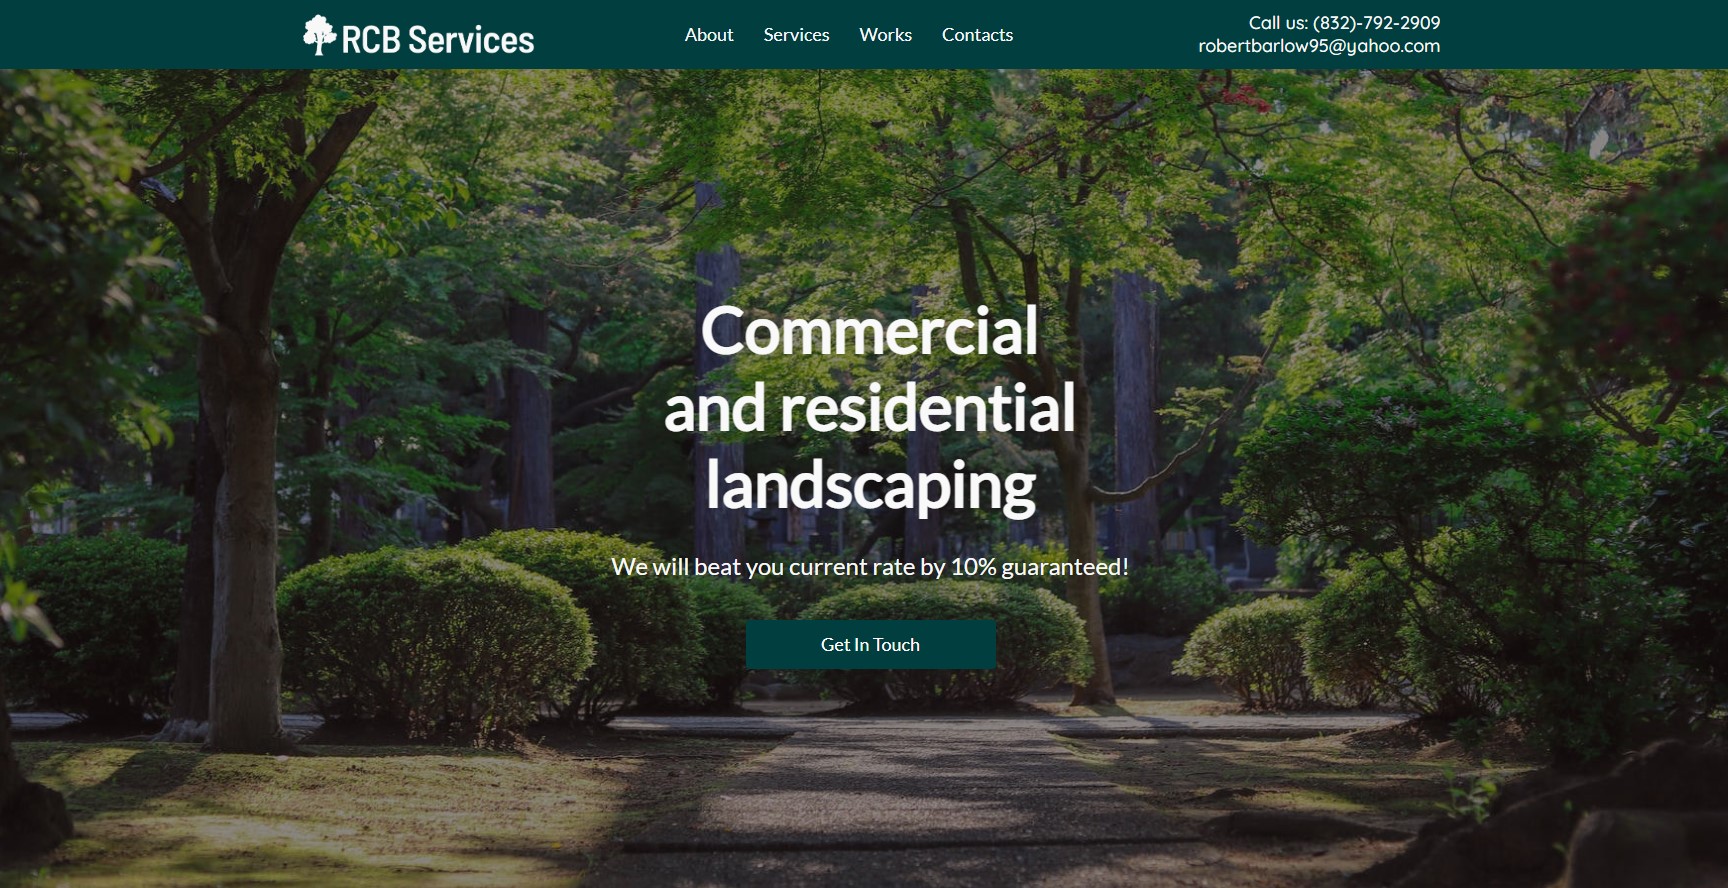 RCB Services
About
Services
Works
Contacts
Call us: (832)-792-2909
robertbarlow95@yahoo.com
Commercial
and residential
landscaping
We will beat you current rate by 10% guaranteed!
Get In Touch